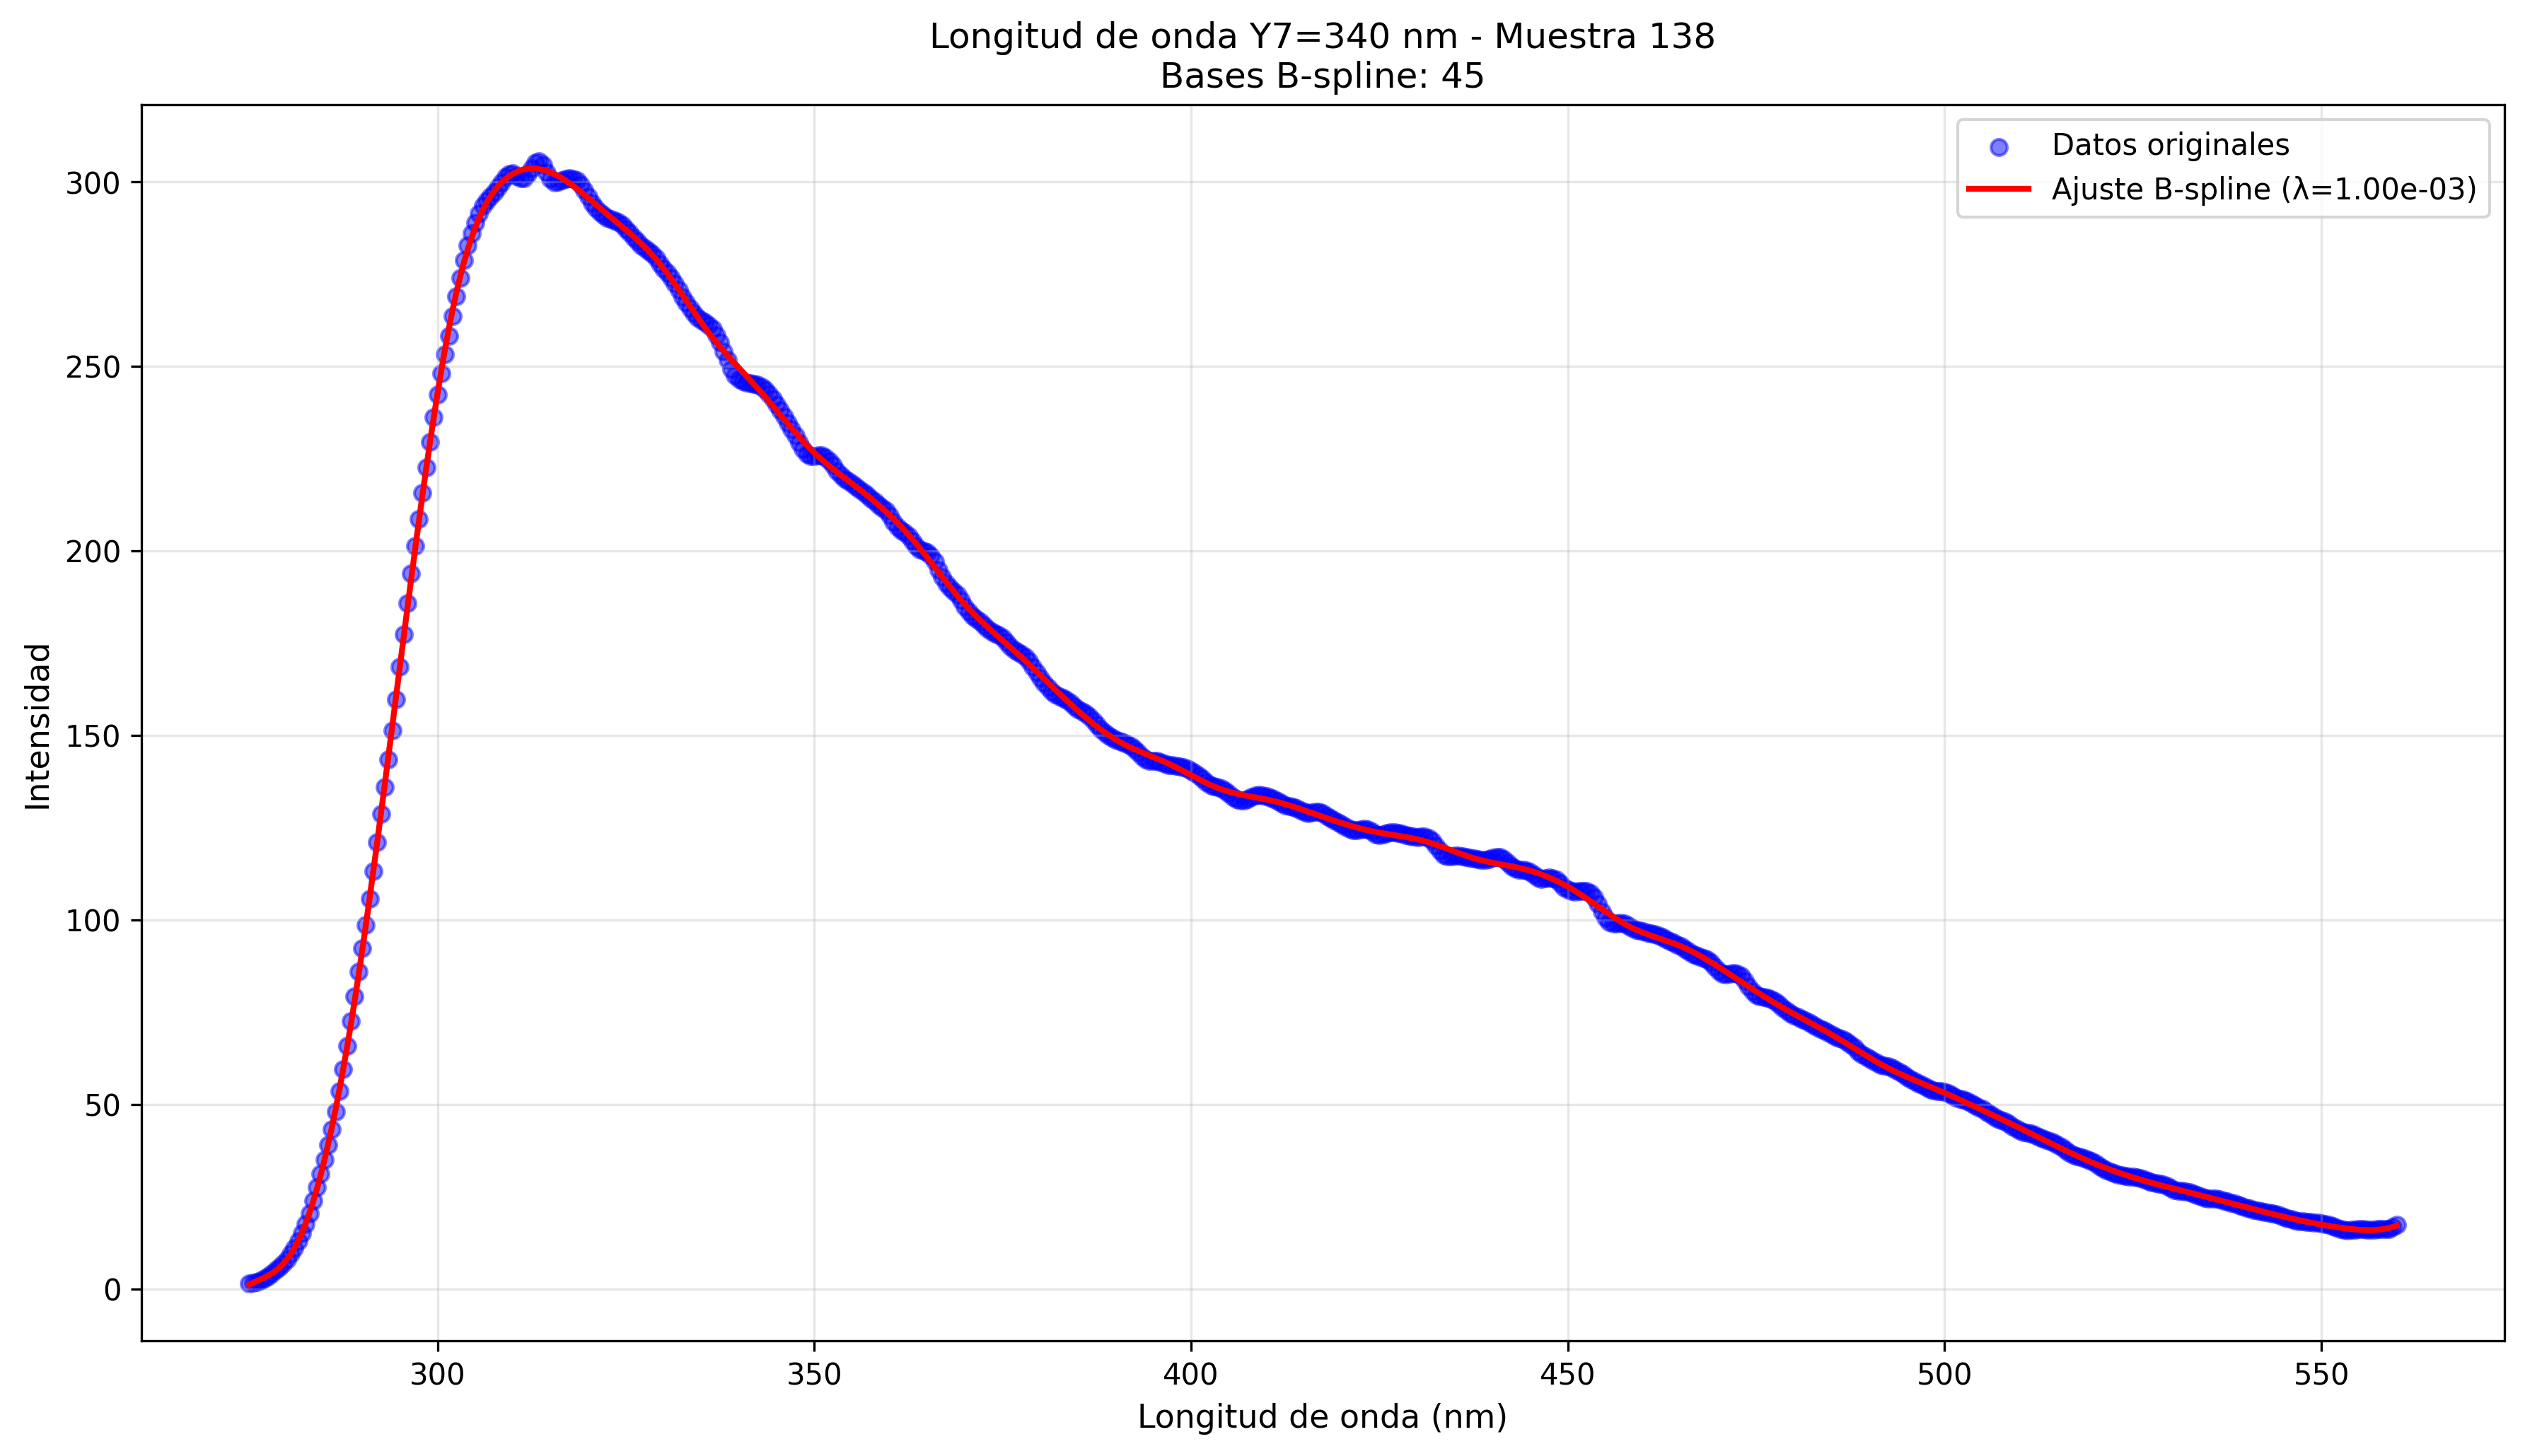 Longitud de onda Y7=340 nm - Muestra 138
Bases B-spline: 45
Datos originales
Ajuste B-spline (λ=1.00e-03)
Intensidad
300
250
200
150
100
50
0
300 350 400 450 500 550
Longitud de onda (nm)